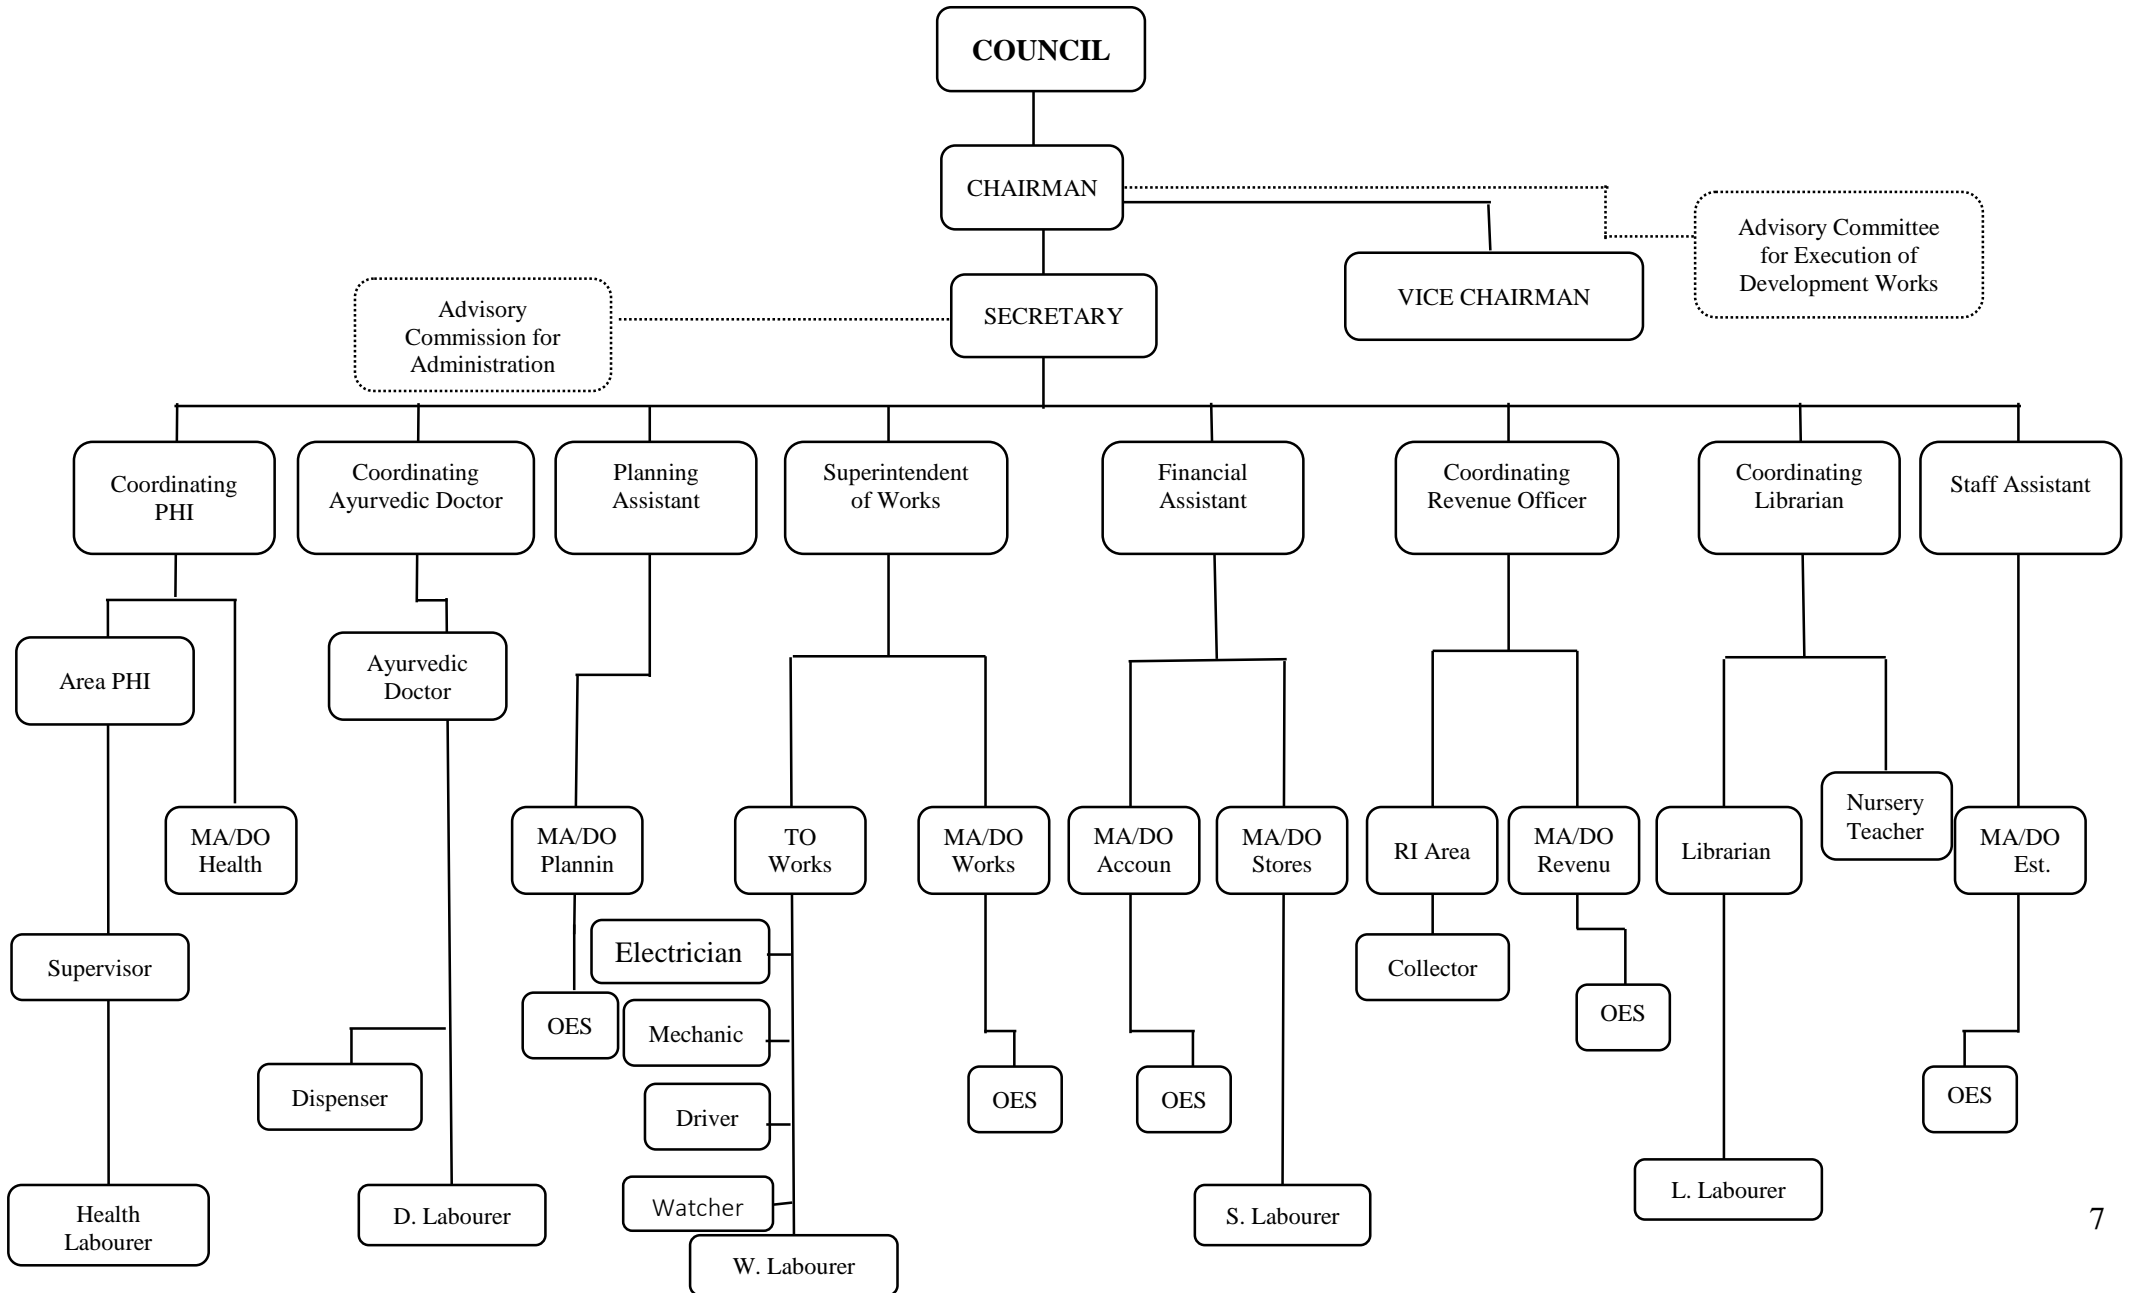 COUNCIL
CHAIRMAN
Advisory Committee
for Execution of
Development Works
VICE CHAIRMAN
Advisory
Commission for
Administration
SECRETARY
Coordinating
PHI
Coordinating
Ayurvedic Doctor
Planning
Assistant
Superintendent
of Works
Financial
Assistant
Coordinating
Revenue Officer
Coordinating
Librarian
Staff Assistant
Area PHI
Ayurvedic
Doctor
MA/DO
Health
MA/DO
Plannin
TO
Works
MA/DO
Works
MA/DO
Accoun
MA/DO
Stores
RI Area
MA/DO
Revenu
Librarian
Nursery
Teacher
MA/DO
Est.
Supervisor
Electrician
Collector
OES
Mechanic
OES
Dispenser
Driver
OES
OES
OES
Health
Labourer
D. Labourer
Watcher
W. Labourer
S. Labourer
L. Labourer
7